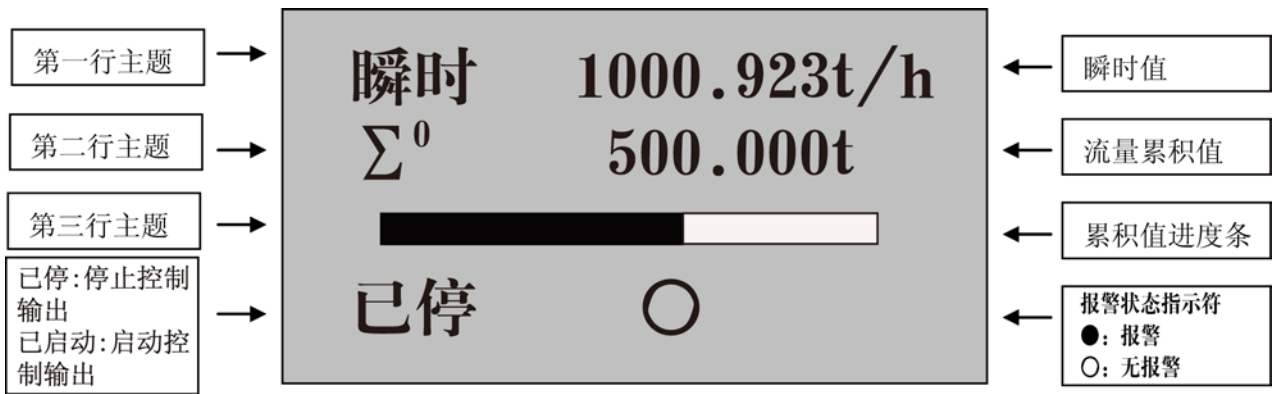 第一行主题
瞬时 1000.923t/h
瞬时值
第二行主题
∑⁰ 500.000t
流量累积值
第三行主题
累积值进度条
已停:停止控制
输出
已启动:启动控
制输出
已停 ○
报警状态指示符
●: 报警
○: 无报警